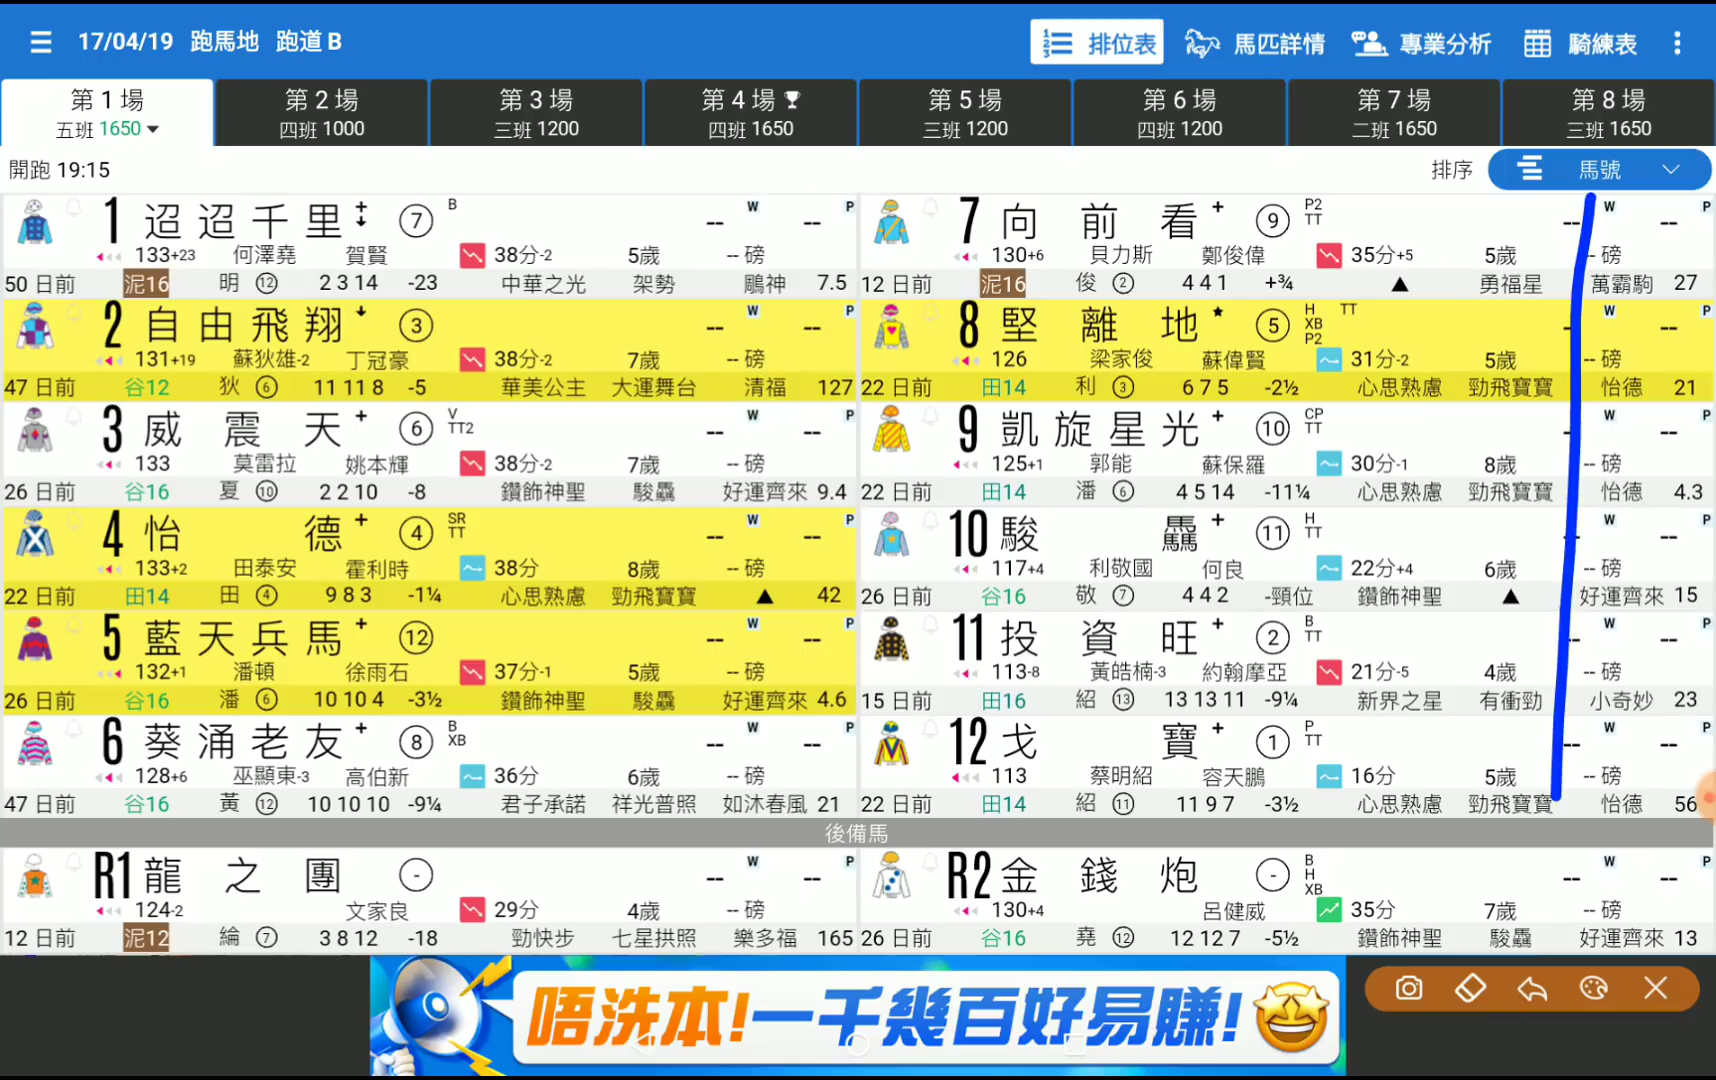 17/04/19 跑馬地 跑道 B
排位表 馬匹詳情 專業分析 騎練表
第 1 場 第 2 場 第 3 場 第 4 場 第 5 場 第 6 場 第 7 場 第 8 場
五班 1650 四班 1000 三班 1200 四班 1650 三班 1200 四班 1200 二班 1650 三班 1650
開跑 19:15 排序 馬號
1 迢迢千里 + 7 B -- W -- P
133+23 何澤堯 賀賢 38分-2 5歲 -- 磅
50 日前 泥16 明 12 2 3 14 -23 中華之光 架勢 鵰神 7.5
2 自由飛翔 3 -- W -- P
131+19 蘇狄雄-2 丁冠豪 38分-2 7歲 -- 磅
47 日前 谷12 狄 6 11 11 8 -5 華美公主 大運舞台 清福 127
3 威震天 + 6 V TT2 -- W -- P
133 莫雷拉 姚本輝 38分-2 7歲 -- 磅
26 日前 谷16 夏 10 2 2 10 -8 鑽飾神聖 駿驫 好運齊來 9.4
4 怡德 + 4 SR TT -- W -- P
133+2 田泰安 霍利時 38分 8歲 -- 磅
22 日前 田14 田 4 9 8 3 -1¼ 心思熟慮 勁飛寶寶 ▲ 42
5 藍天兵馬 + 12 -- W -- P
132+1 潘頓 徐雨石 37分-1 5歲 -- 磅
26 日前 谷16 潘 6 10 10 4 -3½ 鑽飾神聖 駿驫 好運齊來 4.6
6 葵涌老友 + 8 B XB -- W -- P
128+6 巫顯東-3 高伯新 36分 6歲 -- 磅
47 日前 谷16 黃 12 10 10 10 -9¼ 君子承諾 祥光普照 如沐春風 21
7 向前看 + 9 P2 TT -- W -- P
130+6 貝力斯 鄭俊偉 35分+5 5歲 -- 磅
12 日前 泥16 俊 2 4 4 1 +¾ ▲ 勇福星 萬霸駒 27
8 堅離地 * 5 H XB P2 TT -- W -- P
126 梁家俊 蘇偉賢 31分-2 5歲 -- 磅
22 日前 田14 利 3 6 7 5 -2½ 心思熟慮 勁飛寶寶 怡德 21
9 凱旋星光 + 10 CP TT -- W -- P
125+1 郭能 蘇保羅 30分-1 8歲 -- 磅
22 日前 田14 潘 6 4 5 14 -11¼ 心思熟慮 勁飛寶寶 怡德 4.3
10 駿驫 + 11 H TT -- W -- P
117+4 利敬國 何良 22分+4 6歲 -- 磅
26 日前 谷16 敬 7 4 4 2 -頸位 鑽飾神聖 ▲ 好運齊來 15
11 投資旺 + 2 B TT -- W -- P
113-8 黃皓楠-3 約翰摩亞 21分-5 4歲 -- 磅
15 日前 田16 紹 13 13 13 11 -9¼ 新界之星 有衝勁 小奇妙 23
12 戈寶 + 1 P TT -- W -- P
113 蔡明紹 容天鵬 16分 5歲 -- 磅
22 日前 田14 紹 11 11 9 7 -3½ 心思熟慮 勁飛寶寶 怡德 56
後備馬
R1 龍之團 - -- W -- P
124-2 文家良 29分 4歲 -- 磅
12 日前 泥12 綸 7 3 8 12 -18 勁快步 七星拱照 樂多福 165
R2 金錢炮 - B H XB -- W -- P
130+4 呂健威 35分 7歲 -- 磅
26 日前 谷16 堯 12 12 12 7 -5½ 鑽飾神聖 駿驫 好運齊來 13
唔洗本!一千幾百好易賺!